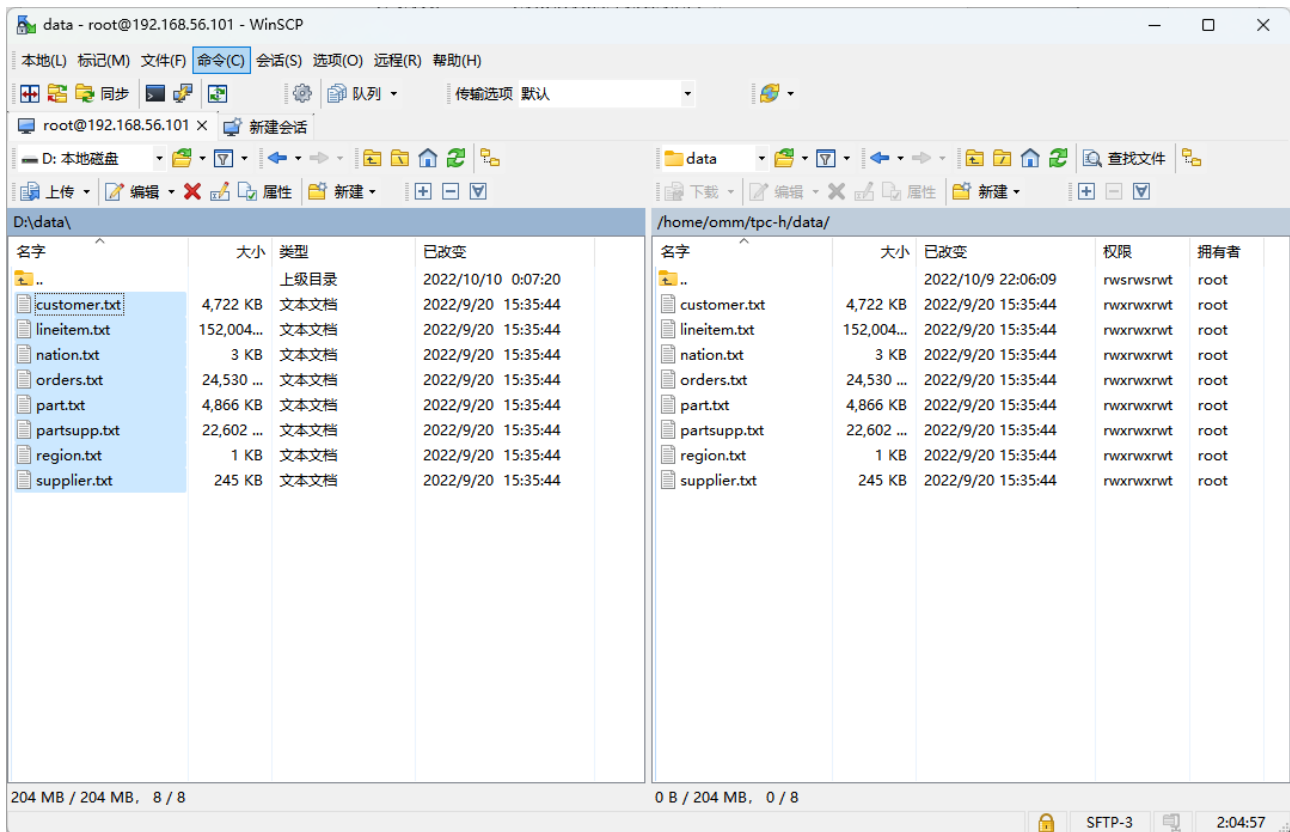 data - root@192.168.56.101 - WinSCP
本地(L) 标记(M) 文件(F) 命令(C) 会话(S) 选项(O) 远程(R) 帮助(H)
同步 队列 传输选项 默认
root@192.168.56.101 × 新建会话
D: 本地磁盘 data 查找文件
上传 编辑 属性 新建 下载 编辑 属性 新建
D:\data\ /home/omm/tpc-h/data/
名字 大小 类型 已改变 名字 大小 已改变 权限 拥有者
.. 上级目录 2022/10/10 0:07:20 .. 2022/10/9 22:06:09 rwsrwsrwt root
customer.txt 4,722 KB 文本文档 2022/9/20 15:35:44 customer.txt 4,722 KB 2022/9/20 15:35:44 rwxrwxrwt root
lineitem.txt 152,004... 文本文档 2022/9/20 15:35:44 lineitem.txt 152,004... 2022/9/20 15:35:44 rwxrwxrwt root
nation.txt 3 KB 文本文档 2022/9/20 15:35:44 nation.txt 3 KB 2022/9/20 15:35:44 rwxrwxrwt root
orders.txt 24,530 ... 文本文档 2022/9/20 15:35:44 orders.txt 24,530 ... 2022/9/20 15:35:44 rwxrwxrwt root
part.txt 4,866 KB 文本文档 2022/9/20 15:35:44 part.txt 4,866 KB 2022/9/20 15:35:44 rwxrwxrwt root
partsupp.txt 22,602 ... 文本文档 2022/9/20 15:35:44 partsupp.txt 22,602 ... 2022/9/20 15:35:44 rwxrwxrwt root
region.txt 1 KB 文本文档 2022/9/20 15:35:44 region.txt 1 KB 2022/9/20 15:35:44 rwxrwxrwt root
supplier.txt 245 KB 文本文档 2022/9/20 15:35:44 supplier.txt 245 KB 2022/9/20 15:35:44 rwxrwxrwt root
204 MB / 204 MB, 8 / 8 0 B / 204 MB, 0 / 8
SFTP-3 2:04:57